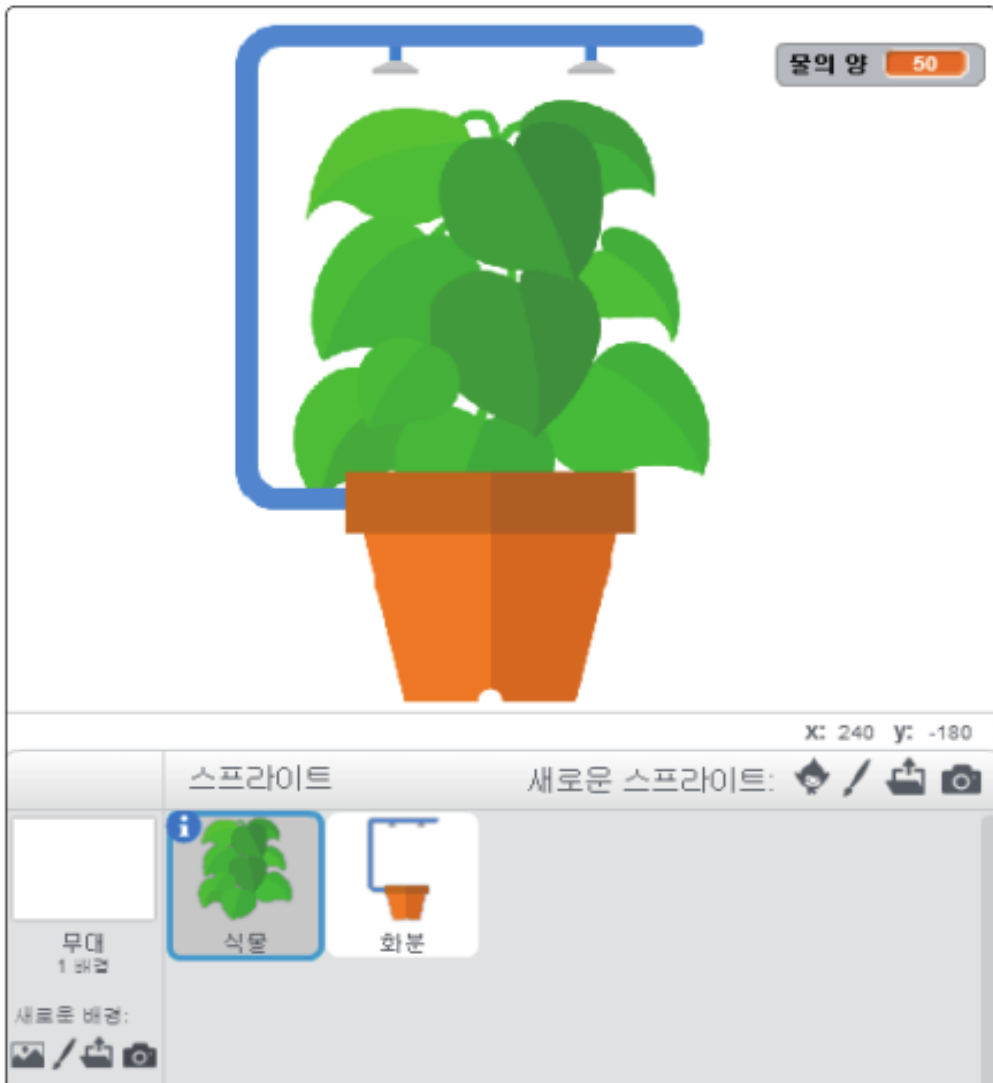 물의 양 50
x: 240 y: -180
스프라이트 새로운 스프라이트:
무대
1 배경
식물
화분
새로운 배경: